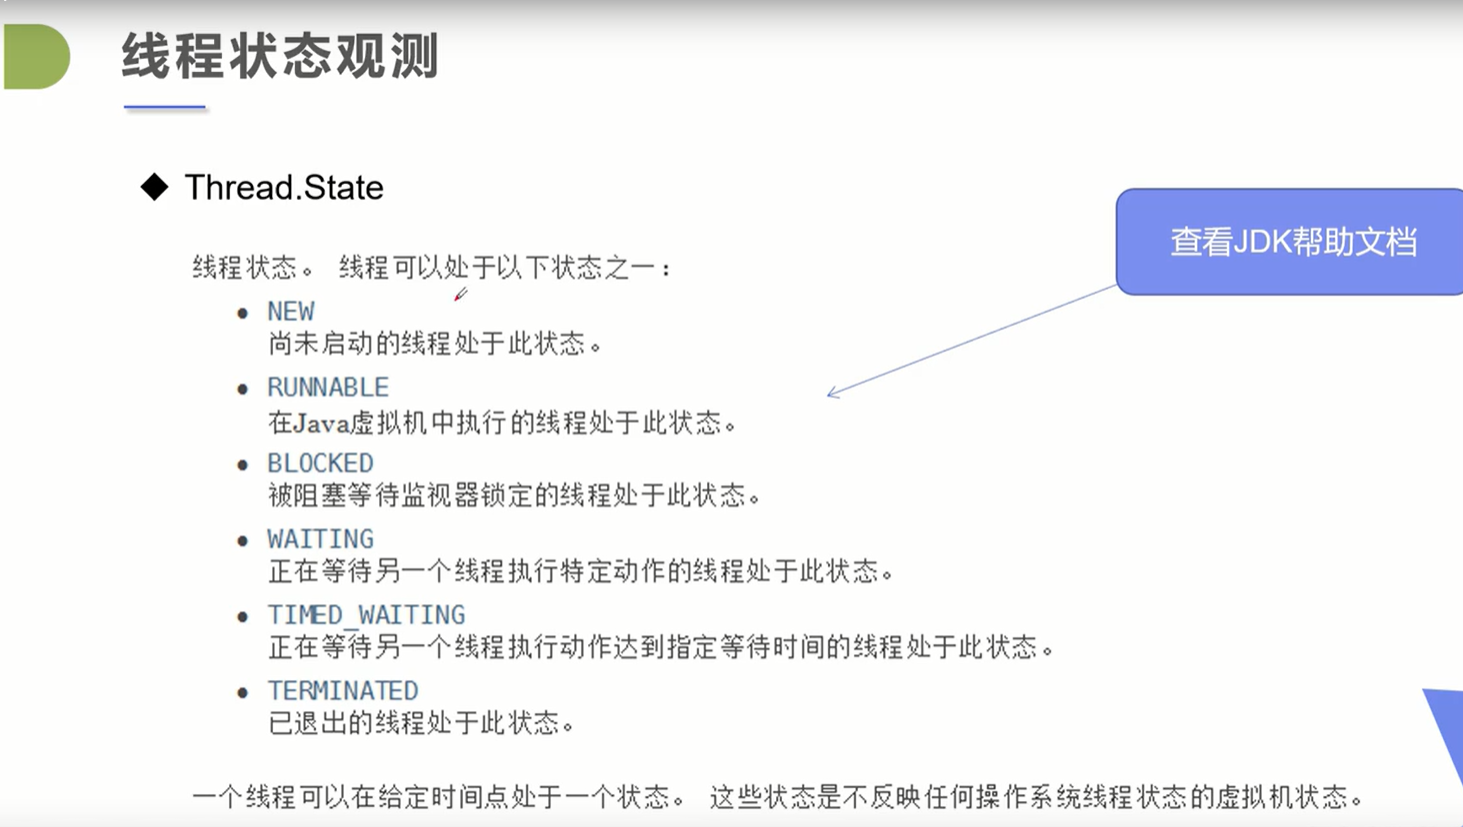 线程状态观测
◆ Thread.State
查看JDK帮助文档
线程状态。 线程可以处于以下状态之一：
• NEW
尚未启动的线程处于此状态。
• RUNNABLE
在Java虚拟机中执行的线程处于此状态。
• BLOCKED
被阻塞等待监视器锁定的线程处于此状态。
• WAITING
正在等待另一个线程执行特定动作的线程处于此状态。
• TIMED_WAITING
正在等待另一个线程执行动作达到指定等待时间的线程处于此状态。
• TERMINATED
已退出的线程处于此状态。
一个线程可以在给定时间点处于一个状态。 这些状态是不反映任何操作系统线程状态的虚拟机状态。